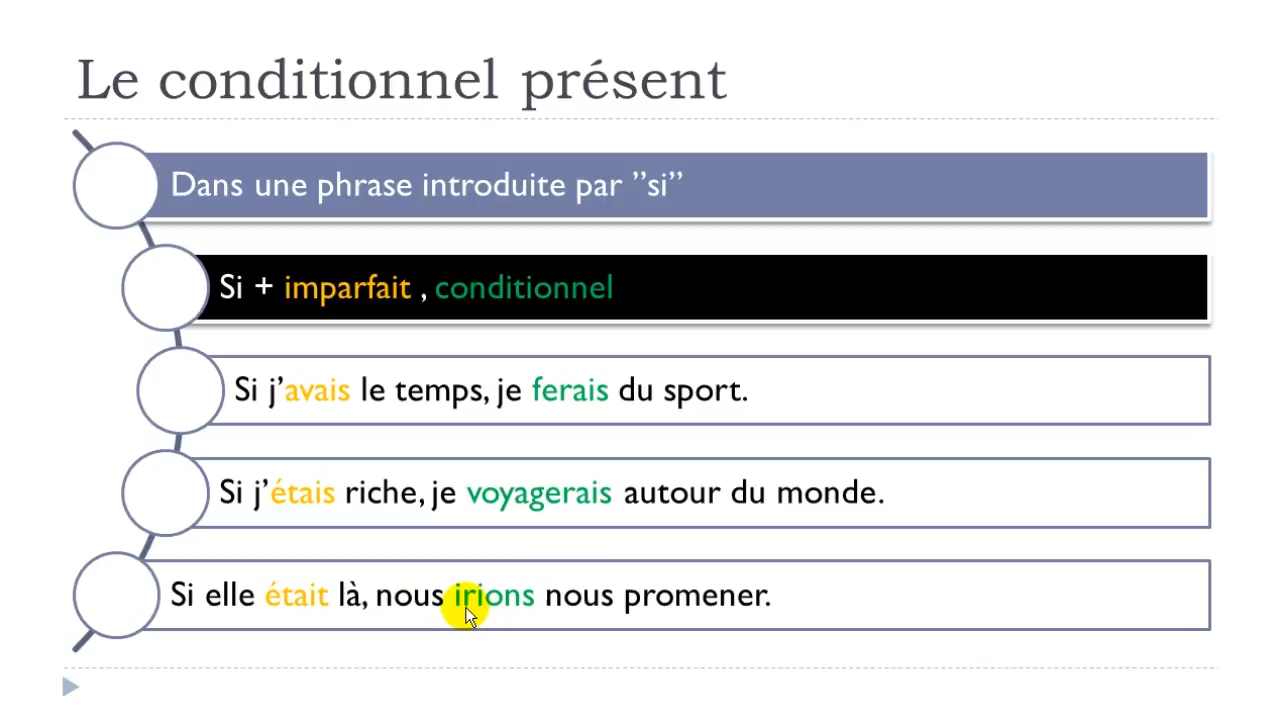 Le conditionnel présent
Dans une phrase introduite par ”si”
Si + imparfait , conditionnel
Si j’avais le temps, je ferais du sport.
Si j’étais riche, je voyagerais autour du monde.
Si elle était là, nous irions nous promener.